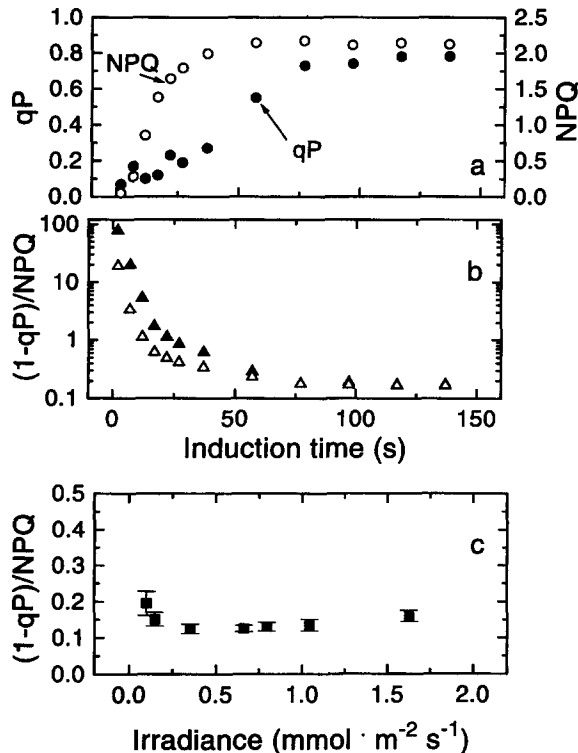 1.0
0.8
0.6
0.4
0.2
0.0
qP
NPQ
qP
a
2.5
2.0
1.5
1.0
0.5
0.0
NPQ
100
10
1
0.1
(1-qP)/NPQ
b
0 50 100 150
Induction time (s)
0.5
0.4
0.3
0.2
0.1
0.0
(1-qP)/NPQ
c
0.0 0.5 1.0 1.5 2.0
Irradiance (mmol · m⁻² s⁻¹)